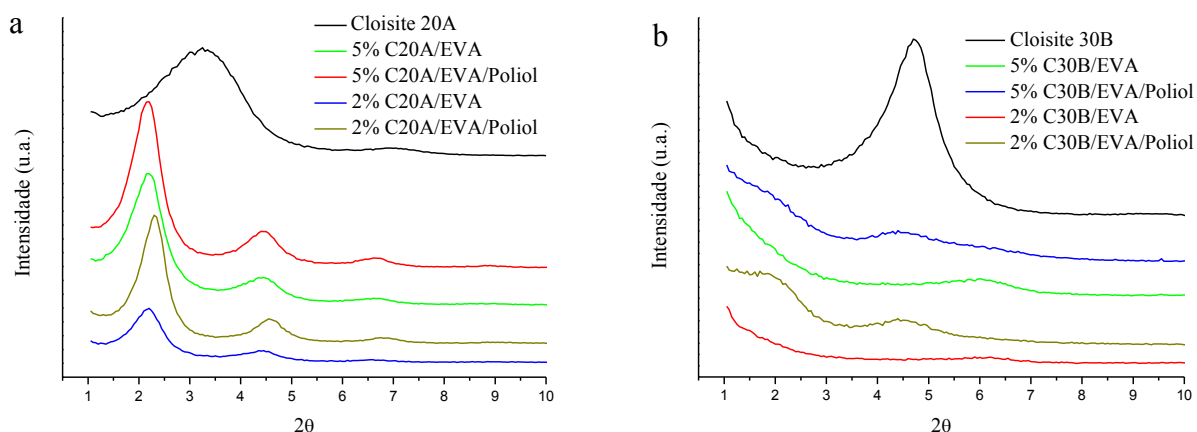 a
Cloisite 20A
5% C20A/EVA
5% C20A/EVA/Poliol
2% C20A/EVA
2% C20A/EVA/Poliol
Intensidade (u.a.)
1 2 3 4 5 6 7 8 9 10
2θ
b
Cloisite 30B
5% C30B/EVA
5% C30B/EVA/Poliol
2% C30B/EVA
2% C30B/EVA/Poliol
Intensidade (u.a.)
1 2 3 4 5 6 7 8 9 10
2θ